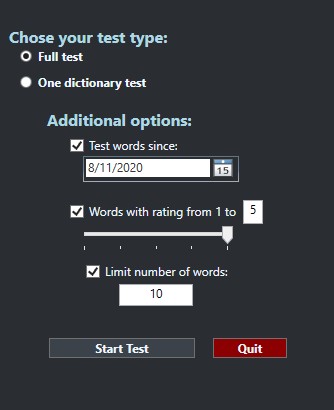 Chose your test type:
Full test
One dictionary test
Additional options:
Test words since:
8/11/2020 15
Words with rating from 1 to 5
Limit number of words:
10
Start Test Quit